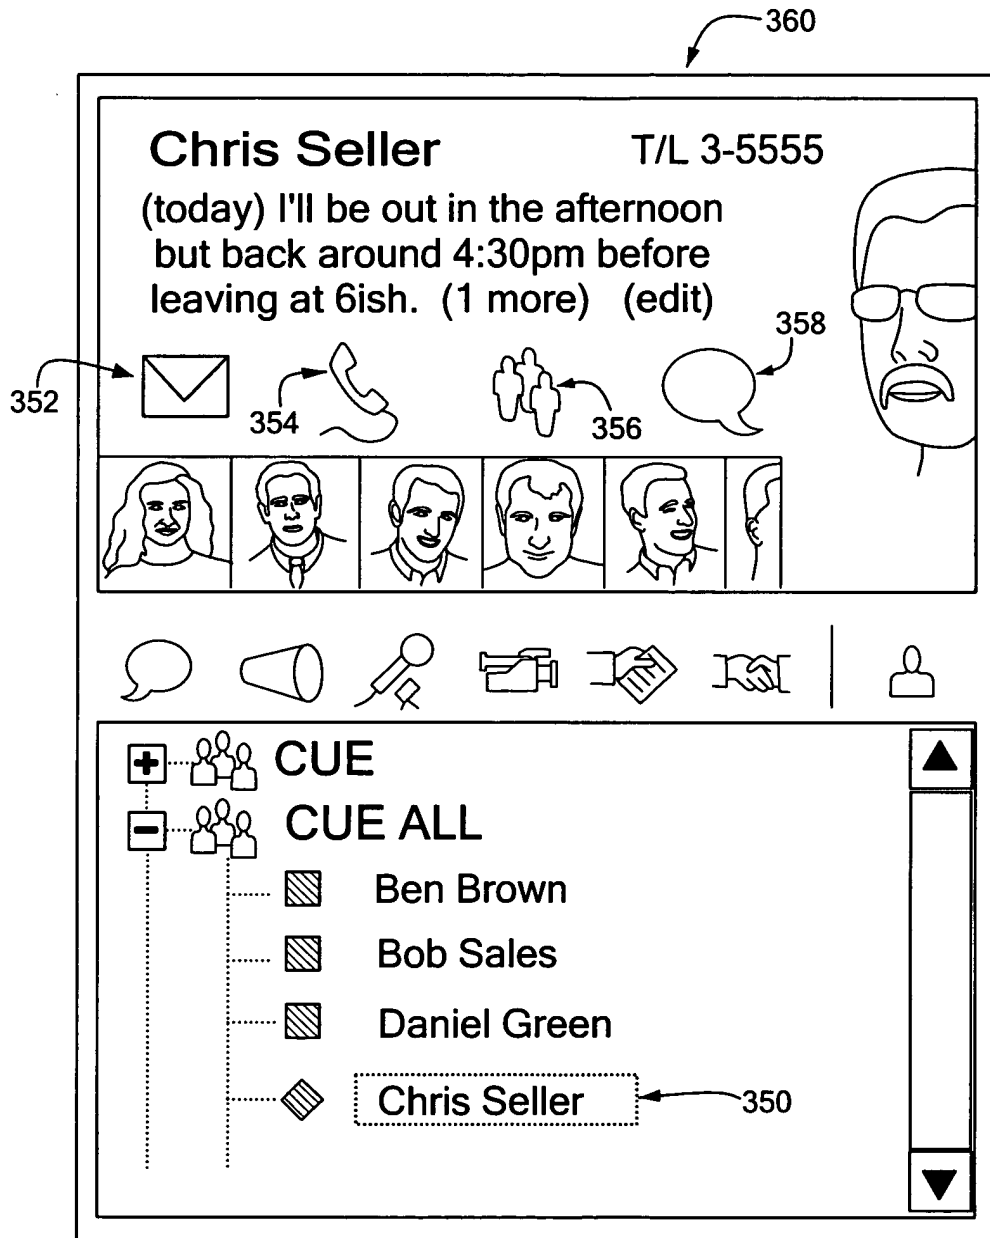 360
Chris Seller T/L 3-5555
(today) I'll be out in the afternoon
but back around 4:30pm before
leaving at 6ish. (1 more) (edit)
358
352
354
356
CUE
CUE ALL
Ben Brown
Bob Sales
Daniel Green
Chris Seller
350